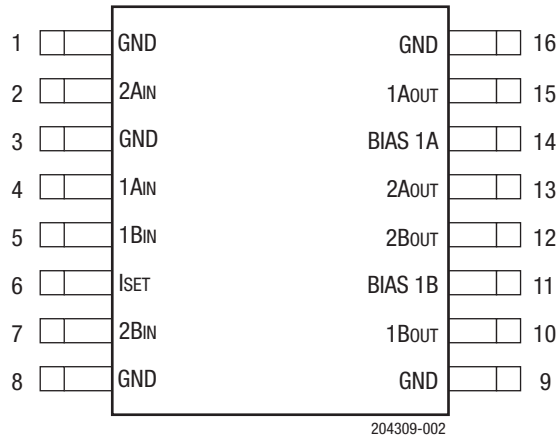 1 GND GND 16
2 2AIN 1AOUT 15
3 GND BIAS 1A 14
4 1AIN 2AOUT 13
5 1BIN 2BOUT 12
6 ISET BIAS 1B 11
7 2BIN 1BOUT 10
8 GND GND 9
204309-002